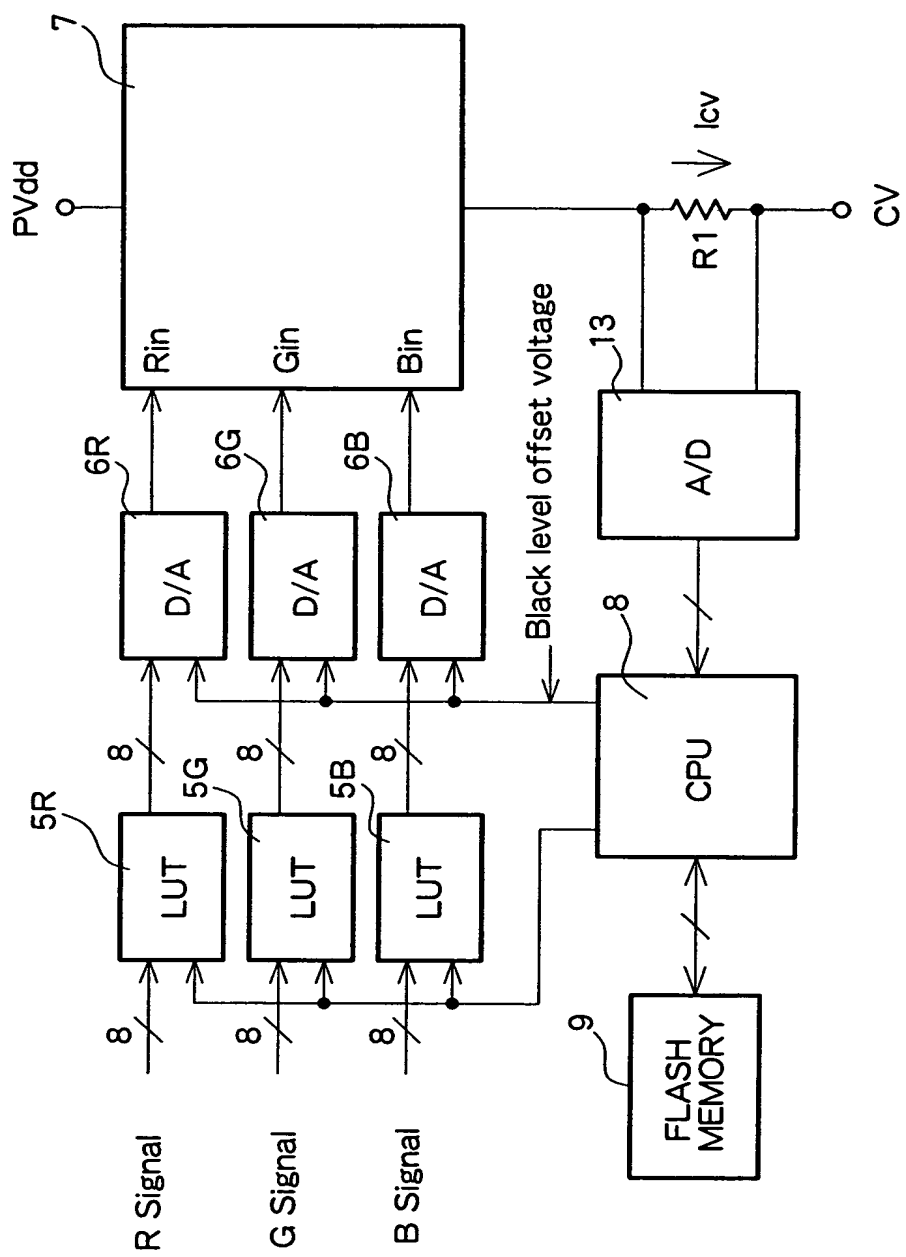 R Signal
G Signal
B Signal
8
8
8
5R
LUT
5G
LUT
5B
LUT
8
8
8
6R
D/A
6G
D/A
6B
D/A
Rin
Gin
Bin
7
PVdd
Black level offset voltage
9
FLASH
MEMORY
8
CPU
13
A/D
R1
Icv
CV